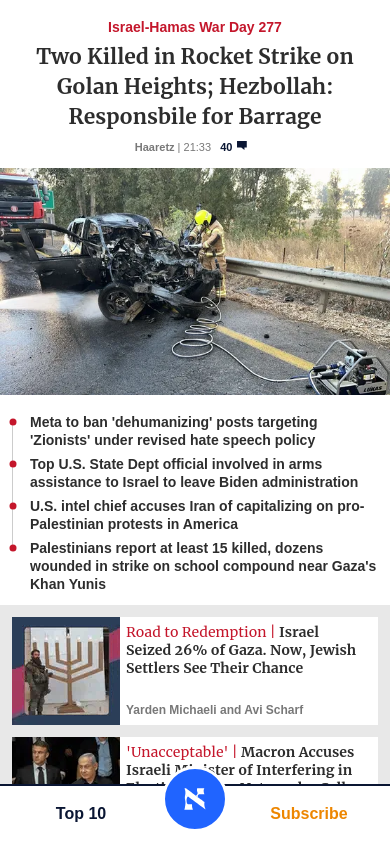 Israel-Hamas War Day 277
Two Killed in Rocket Strike on
Golan Heights; Hezbollah:
Responsbile for Barrage
Haaretz | 21:33 40
LUKAS
Meta to ban 'dehumanizing' posts targeting
'Zionists' under revised hate speech policy
Top U.S. State Dept official involved in arms
assistance to Israel to leave Biden administration
U.S. intel chief accuses Iran of capitalizing on pro-
Palestinian protests in America
Palestinians report at least 15 killed, dozens
wounded in strike on school compound near Gaza's
Khan Yunis
Road to Redemption | Israel
Seized 26% of Gaza. Now, Jewish
Settlers See Their Chance
Yarden Michaeli and Avi Scharf
'Unacceptable' | Macron Accuses
Israeli Minister of Interfering in
Top 10
Subscribe